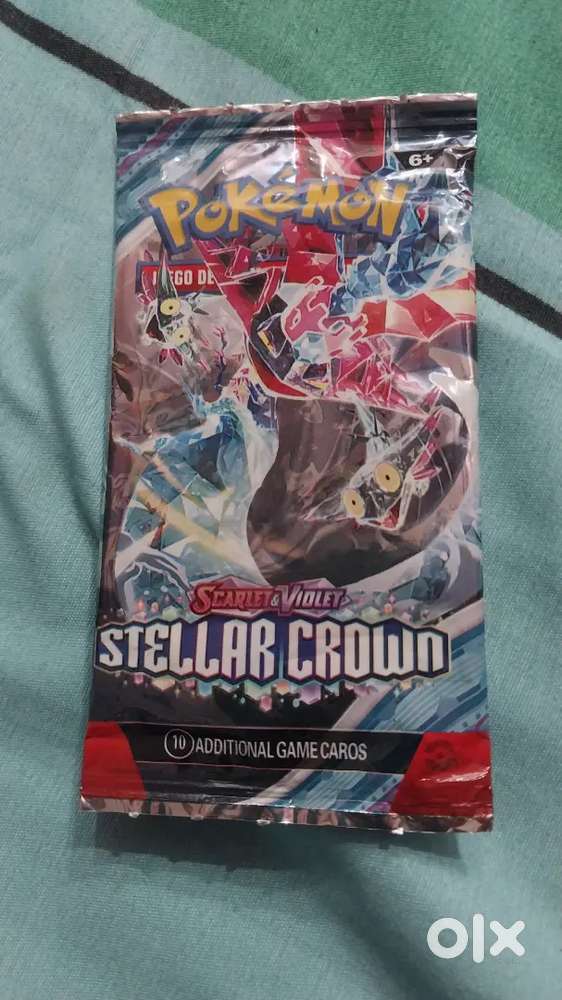 6+
POKéMON
JUEGO DE
SCARLET & VIOLET
STELLAR CROWN
10 ADDITIONAL GAME CAROS
olx